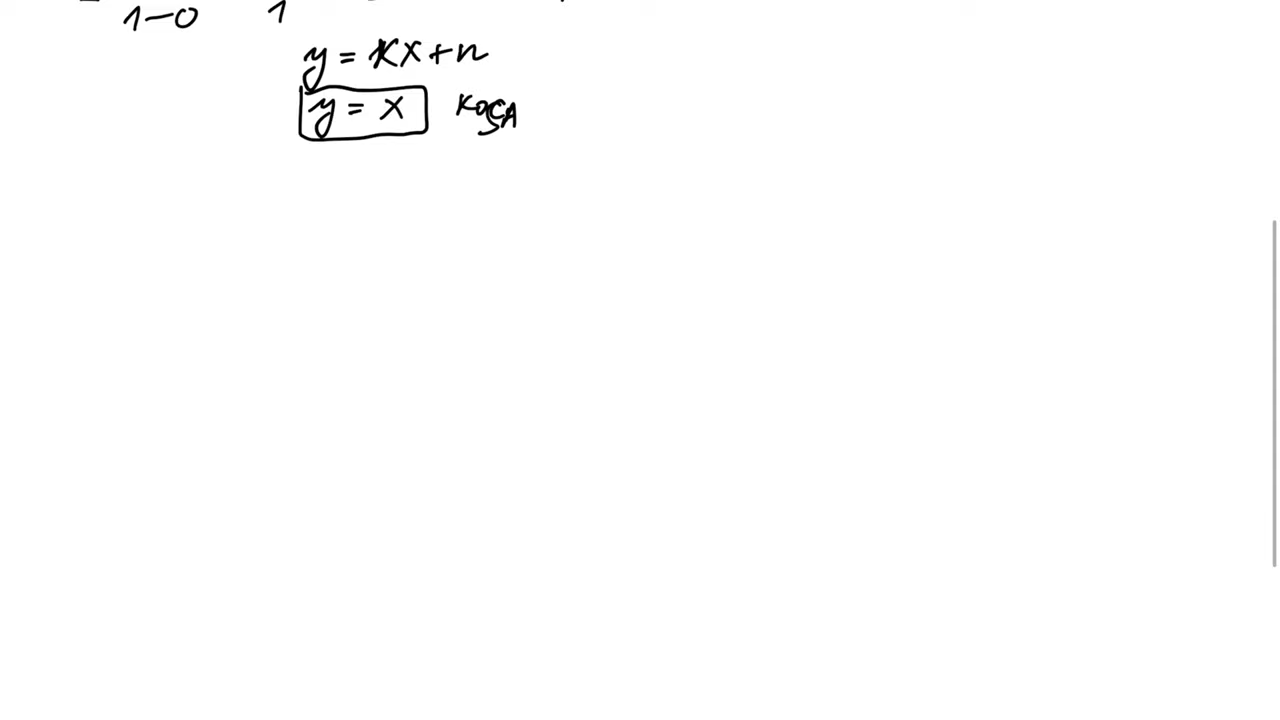 1-0 1
y = kx+n
y = x КОСА